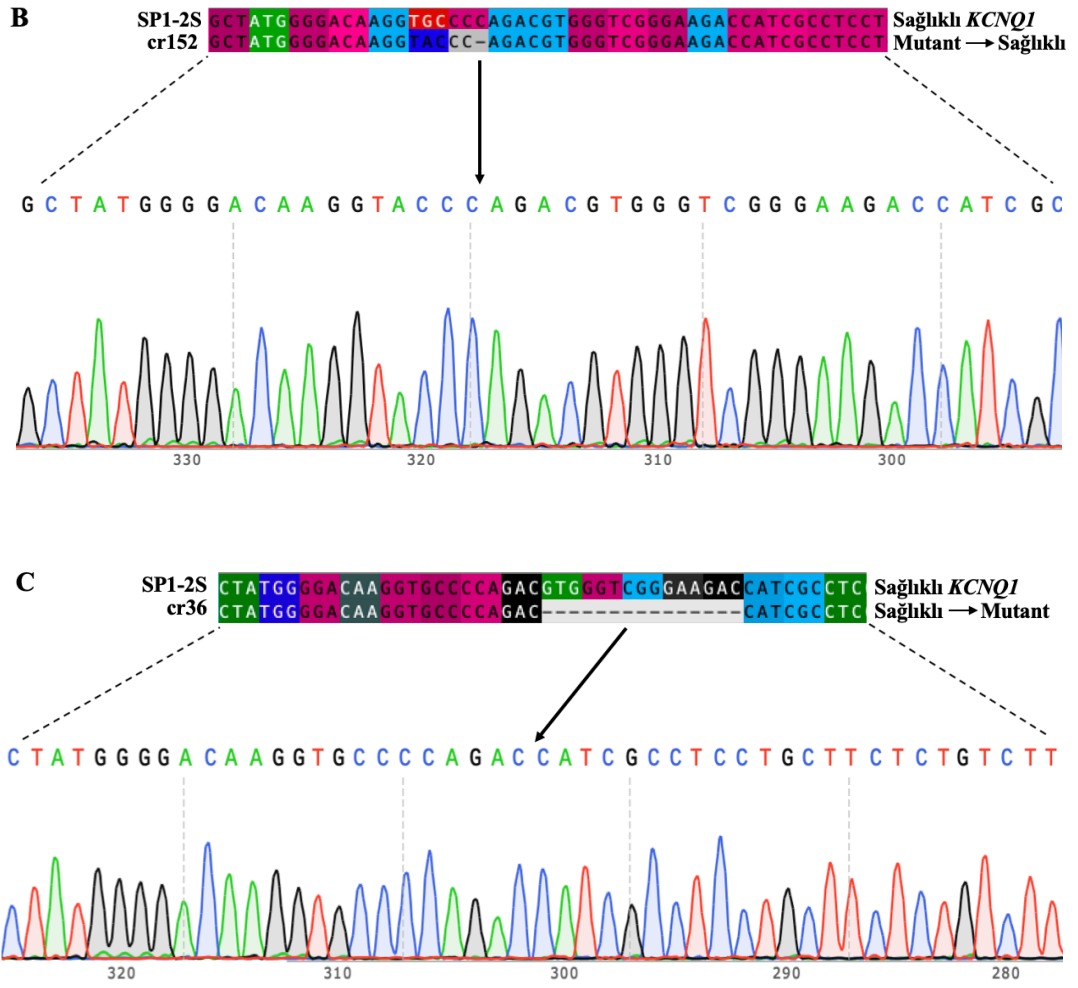 B
SP1-2S GCTATGGGGACAAGGTGCCCCAGACGTGGGTCGGGAAGACCATCGCCTCCT Sağlıklı KCNQ1
cr152 GCTATGGGGACAAGGTACCC-AGACGTGGGTCGGGAAGACCATCGCCTCCT Mutant → Sağlıklı
G C T A T G G G G A C A A G G T A C C C A G A C G T G G G T C G G G A A G A C C A T C G C
330 320 310 300
C
SP1-2S CTATGGGGACAAGGTGCCCCAGACGTGGGTCGGGAAGACCATCGCCTC Sağlıklı KCNQ1
cr36 CTATGGGGACAAGGTGCCCCAGAC---------------CATCGCCTC Sağlıklı → Mutant
C T A T G G G G A C A A G G T G C C C C A G A C C A T C G C C T C C T G C T T C T C T G T C T T
320 310 300 290 280